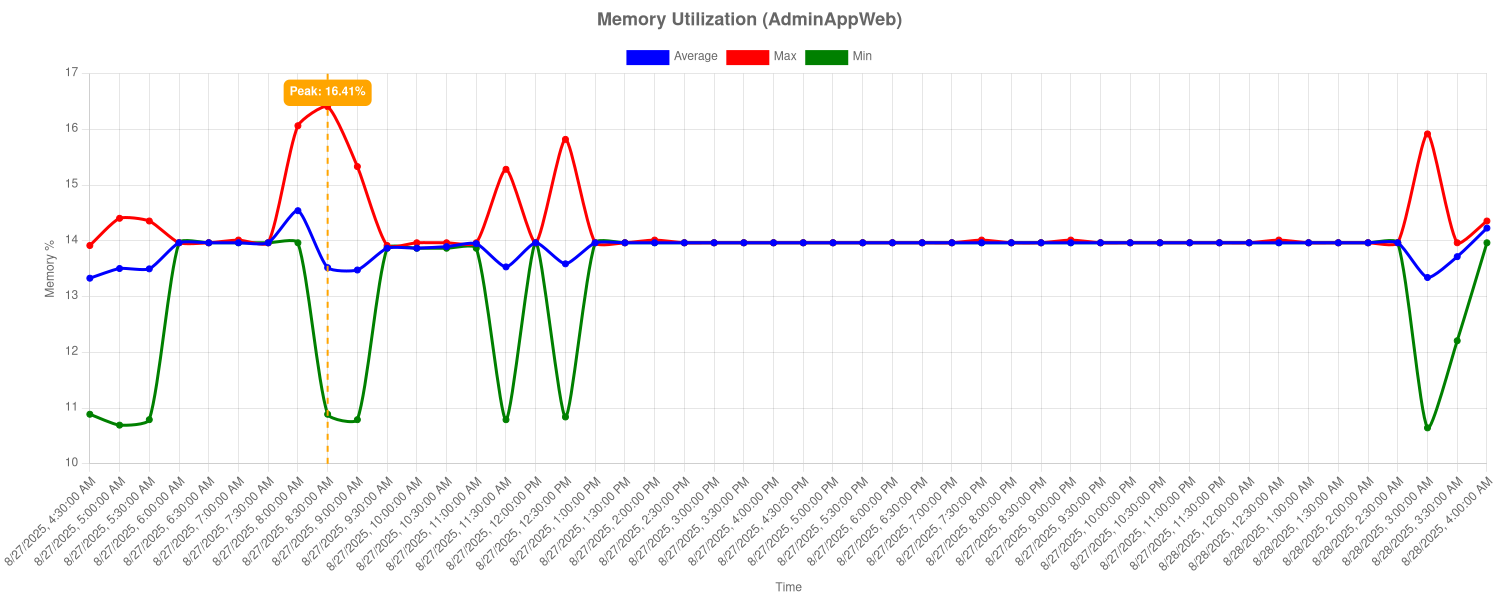 Memory Utilization (AdminAppWeb)
Average Max Min
Peak: 16.41%
17
16
15
14
13
12
11
10
Memory %
8/27/2025, 4:30:00 AM
8/27/2025, 5:00:00 AM
8/27/2025, 5:30:00 AM
8/27/2025, 6:00:00 AM
8/27/2025, 6:30:00 AM
8/27/2025, 7:00:00 AM
8/27/2025, 7:30:00 AM
8/27/2025, 8:00:00 AM
8/27/2025, 8:30:00 AM
8/27/2025, 9:00:00 AM
8/27/2025, 9:30:00 AM
8/27/2025, 10:00:00 AM
8/27/2025, 10:30:00 AM
8/27/2025, 11:00:00 AM
8/27/2025, 11:30:00 AM
8/27/2025, 12:00:00 PM
8/27/2025, 12:30:00 PM
8/27/2025, 1:00:00 PM
8/27/2025, 1:30:00 PM
8/27/2025, 2:00:00 PM
8/27/2025, 2:30:00 PM
8/27/2025, 3:00:00 PM
8/27/2025, 3:30:00 PM
8/27/2025, 4:00:00 PM
8/27/2025, 4:30:00 PM
8/27/2025, 5:00:00 PM
8/27/2025, 5:30:00 PM
8/27/2025, 6:00:00 PM
8/27/2025, 6:30:00 PM
8/27/2025, 7:00:00 PM
8/27/2025, 7:30:00 PM
8/27/2025, 8:00:00 PM
8/27/2025, 8:30:00 PM
8/27/2025, 9:00:00 PM
8/27/2025, 9:30:00 PM
8/27/2025, 10:00:00 PM
8/27/2025, 10:30:00 PM
8/27/2025, 11:00:00 PM
8/27/2025, 11:30:00 PM
8/28/2025, 12:00:00 AM
8/28/2025, 12:30:00 AM
8/28/2025, 1:00:00 AM
8/28/2025, 1:30:00 AM
8/28/2025, 2:00:00 AM
8/28/2025, 2:30:00 AM
8/28/2025, 3:00:00 AM
8/28/2025, 3:30:00 AM
8/28/2025, 4:00:00 AM
Time